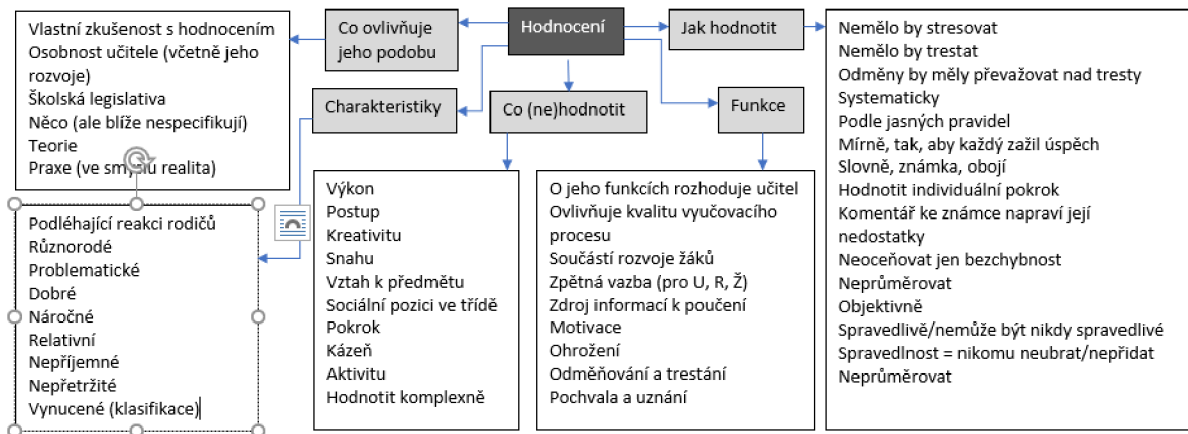 Hodnocení
Co ovlivňuje
jeho podobu
Jak hodnotit
Charakteristiky
Co (ne)hodnotit
Funkce
Vlastní zkušenost s hodnocením
Osobnost učitele (včetně jeho
rozvoje)
Školská legislativa
Něco (ale blíže nespecifikují)
Teorie
Praxe (ve smyslu realita)
Podléhající reakci rodičů
Různorodé
Problematické
Dobré
Náročné
Relativní
Nepříjemné
Nepřetržité
Vynucené (klasifikace)
Výkon
Postup
Kreativitu
Snahu
Vztah k předmětu
Sociální pozici ve třídě
Pokrok
Kázeň
Aktivitu
Hodnotit komplexně
O jeho funkcích rozhoduje učitel
Ovlivňuje kvalitu vyučovacího
procesu
Součástí rozvoje žáků
Zpětná vazba (pro U, R, Ž)
Zdroj informací k poučení
Motivace
Ohrožení
Odměňování a trestání
Pochvala a uznání
Nemělo by stresovat
Nemělo by trestat
Odměny by měly převažovat nad tresty
Systematicky
Podle jasných pravidel
Mírně, tak, aby každý zažil úspěch
Slovně, známka, obojí
Hodnotit individuální pokrok
Komentář ke známce napraví její
nedostatky
Neoceňovat jen bezchybnost
Neprůměrovat
Objektivně
Spravedlivě/nemůže být nikdy spravedlivé
Spravedlnost = nikomu neubrat/nepřidat
Neprůměrovat